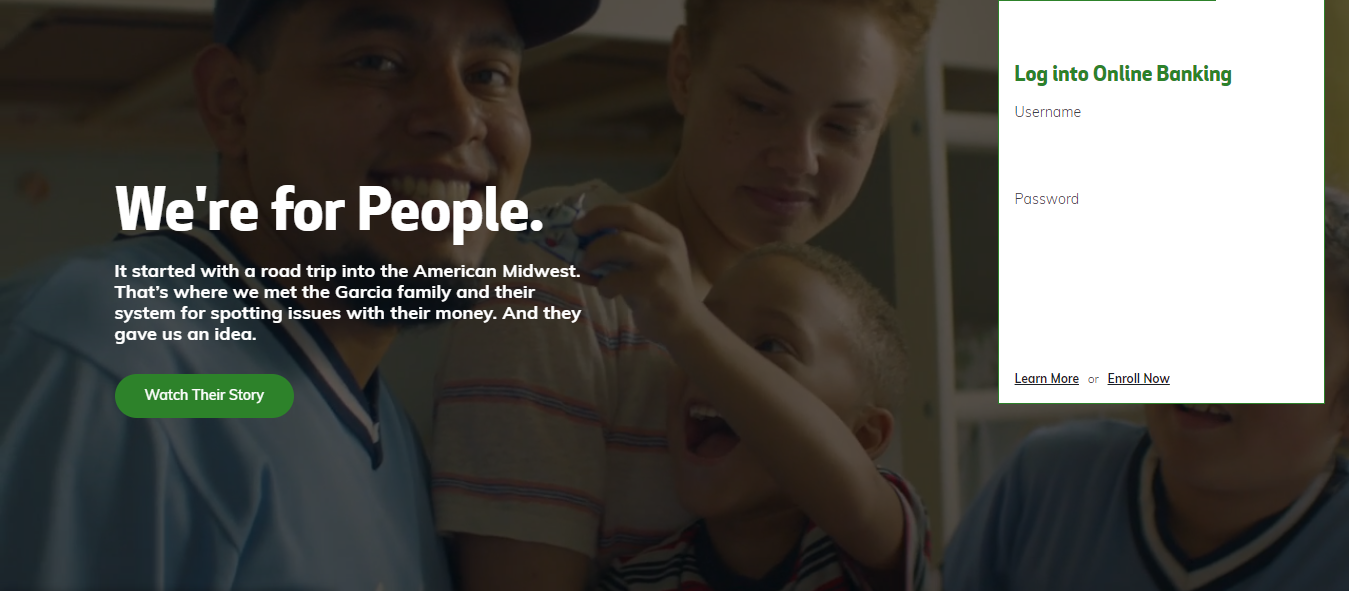 We're for People.
It started with a road trip into the American Midwest.
That’s where we met the Garcia family and their
system for spotting issues with their money. And they
gave us an idea.
Watch Their Story
Log into Online Banking
Username
Password
Learn More or Enroll Now